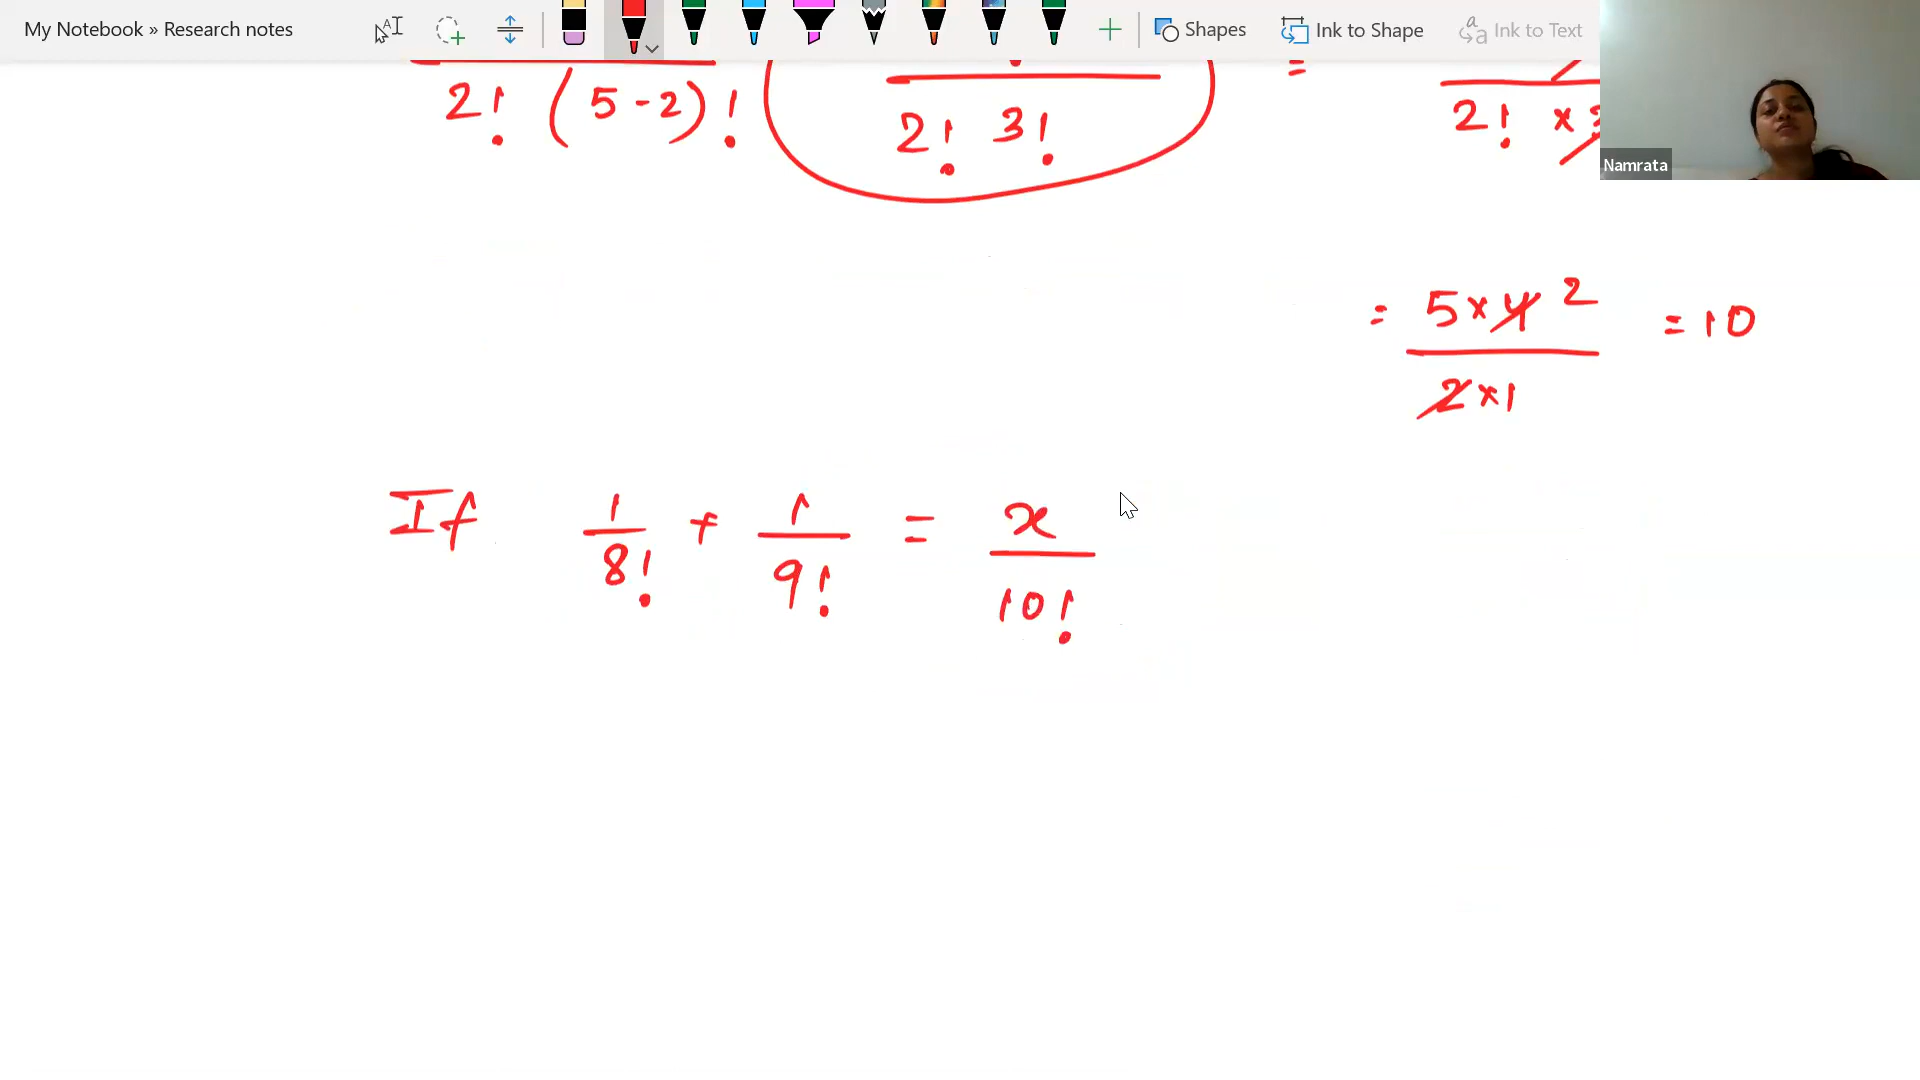 My Notebook » Research notes
Shapes
Ink to Shape
Ink to Text
Namrata
2! (5-2)!
2! 3!
=
2! ×
= 5×4 2 / 2×1 = 10
If 1/8! + 1/9! = x/10!